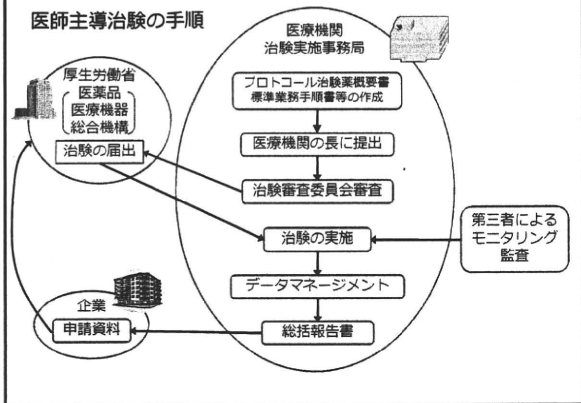 医師主導治験の手順
医療機関
治験実施事務局
プロトコール治験薬概要書
標準業務手順書等の作成
医療機関の長に提出
治験審査委員会審査
治験の実施
データマネージメント
総括報告書
厚生労働省
医薬品
医療機器
総合機構
治験の届出
第三者による
モニタリング
監査
企業
申請資料